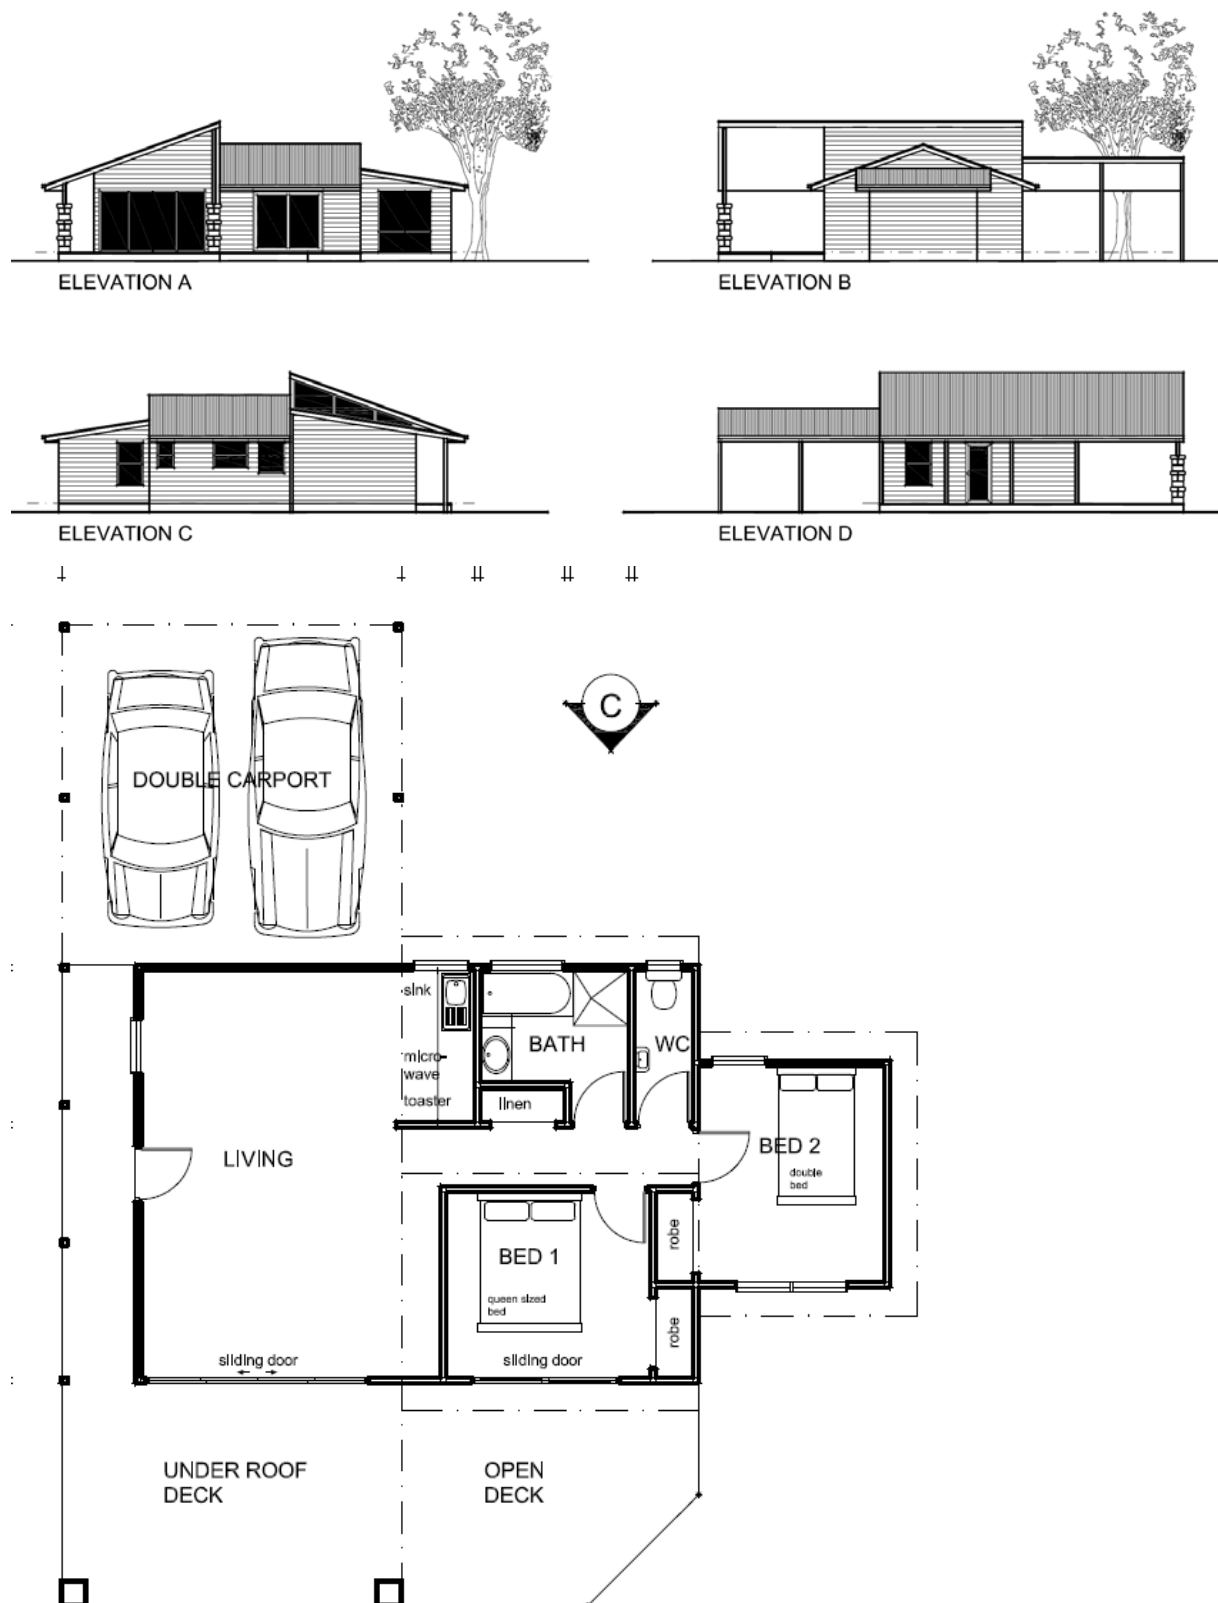 ELEVATION A
ELEVATION B
ELEVATION C
ELEVATION D
C
DOUBLE CARPORT
sink
BATH
WC
micro-
wave
toaster
linen
LIVING
BED 2
double
bed
robe
BED 1
queen sized
bed
robe
sliding door
sliding door
UNDER ROOF
DECK
OPEN
DECK